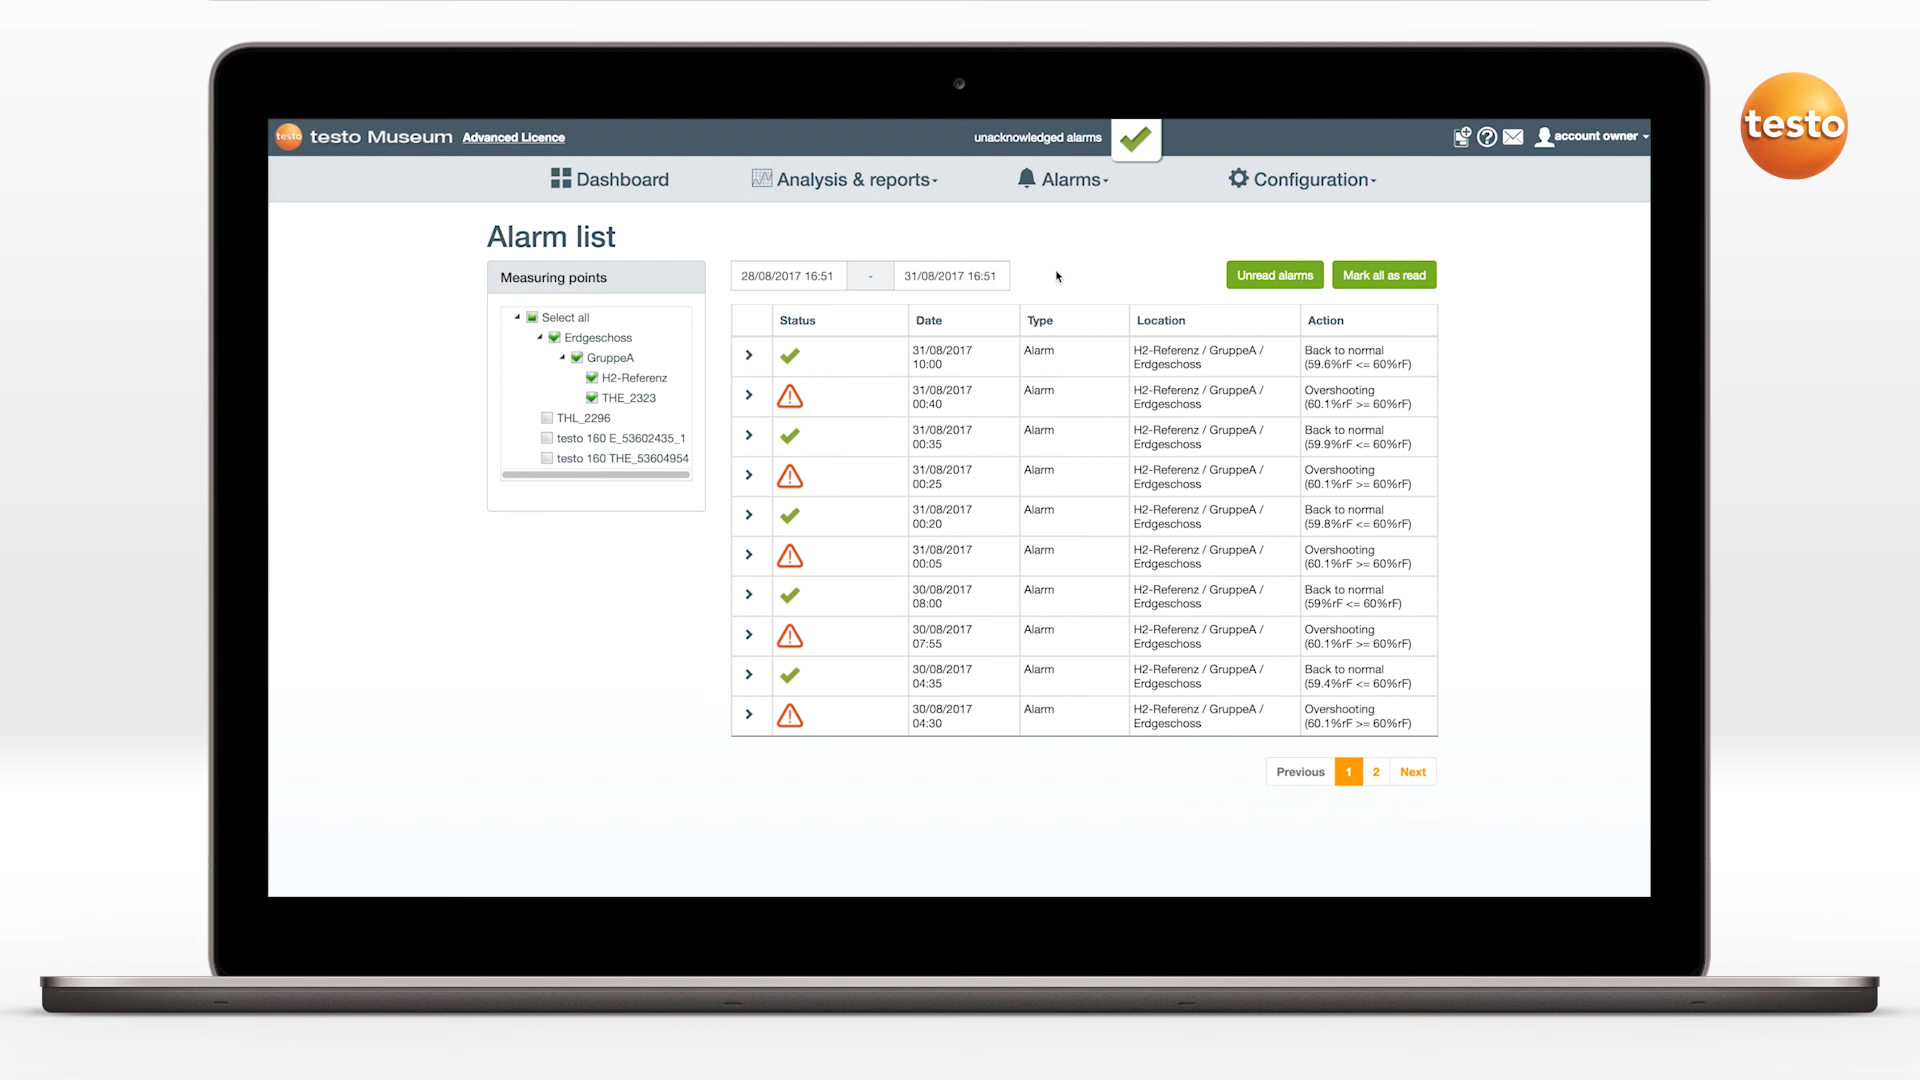 testo
testo testo Museum Advanced Licence unacknowledged alarms account owner
Dashboard Analysis & reports Alarms Configuration
Alarm list
Measuring points
Select all
Erdgeschoss
GruppeA
H2-Referenz
THE_2323
THL_2296
testo 160 E_53602435_1
testo 160 THE_53604954
28/08/2017 16:51 - 31/08/2017 16:51
Unread alarms Mark all as read
Status Date Type Location Action
31/08/2017 Alarm H2-Referenz / GruppeA / Back to normal
10:00 Erdgeschoss (59.6%rF <= 60%rF)
31/08/2017 Alarm H2-Referenz / GruppeA / Overshooting
00:40 Erdgeschoss (60.1%rF >= 60%rF)
31/08/2017 Alarm H2-Referenz / GruppeA / Back to normal
00:35 Erdgeschoss (59.9%rF <= 60%rF)
31/08/2017 Alarm H2-Referenz / GruppeA / Overshooting
00:25 Erdgeschoss (60.1%rF >= 60%rF)
31/08/2017 Alarm H2-Referenz / GruppeA / Back to normal
00:20 Erdgeschoss (59.8%rF <= 60%rF)
31/08/2017 Alarm H2-Referenz / GruppeA / Overshooting
00:05 Erdgeschoss (60.1%rF >= 60%rF)
30/08/2017 Alarm H2-Referenz / GruppeA / Back to normal
08:00 Erdgeschoss (59%rF <= 60%rF)
30/08/2017 Alarm H2-Referenz / GruppeA / Overshooting
07:55 Erdgeschoss (60.1%rF >= 60%rF)
30/08/2017 Alarm H2-Referenz / GruppeA / Back to normal
04:35 Erdgeschoss (59.4%rF <= 60%rF)
30/08/2017 Alarm H2-Referenz / GruppeA / Overshooting
04:30 Erdgeschoss (60.1%rF >= 60%rF)
Previous 1 2 Next